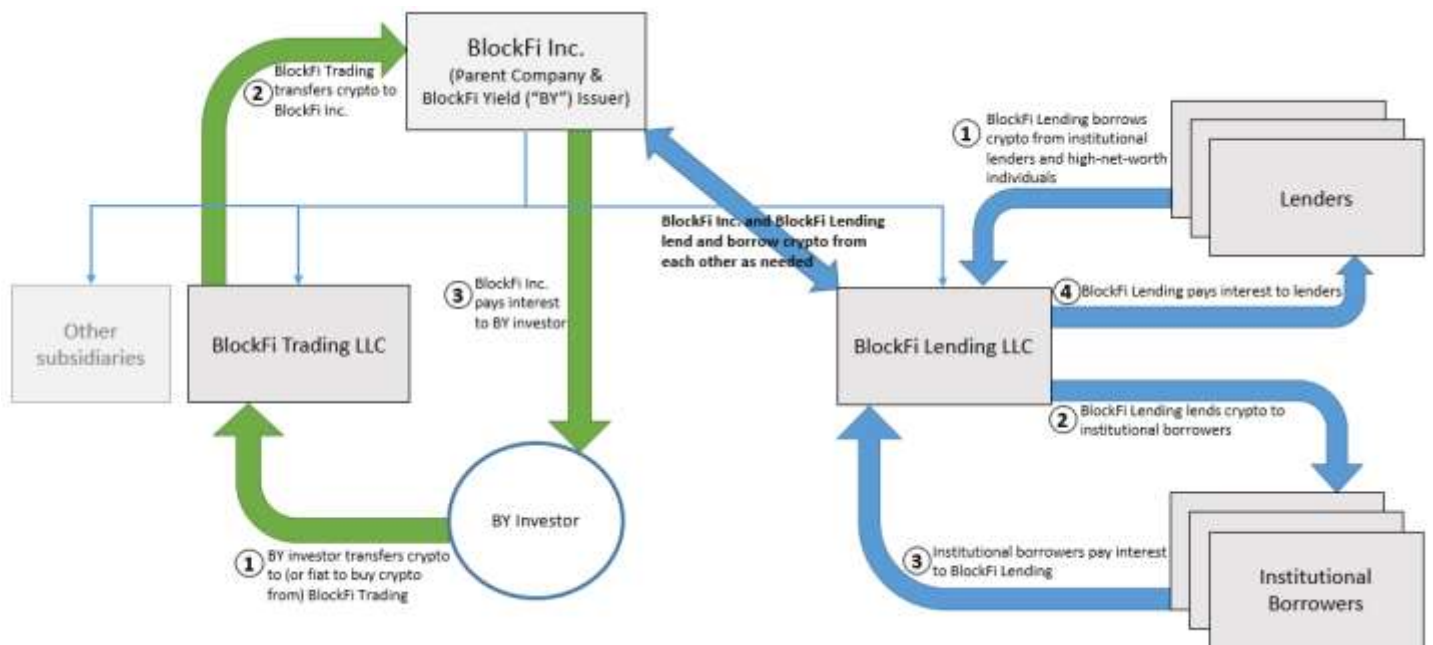 BlockFi Inc.
(Parent Company &
BlockFi Yield ("BY") Issuer)
2
BlockFi Trading
transfers crypto to
BlockFi Inc.
1
BlockFi Lending borrows
crypto from institutional
lenders and high-net-worth
individuals
Lenders
BlockFi Inc. and BlockFi Lending
lend and borrow crypto from
each other as needed
3
BlockFi Inc.
pays interest
to BY investor
4
BlockFi Lending pays interest to lenders
Other
subsidiaries
BlockFi Trading LLC
BlockFi Lending LLC
2
BlockFi Lending lends crypto to
institutional borrowers
BY Investor
1
BY investor transfers crypto
to (or fiat to buy crypto
from) BlockFi Trading
3
Institutional borrowers pay interest
to BlockFi Lending
Institutional
Borrowers